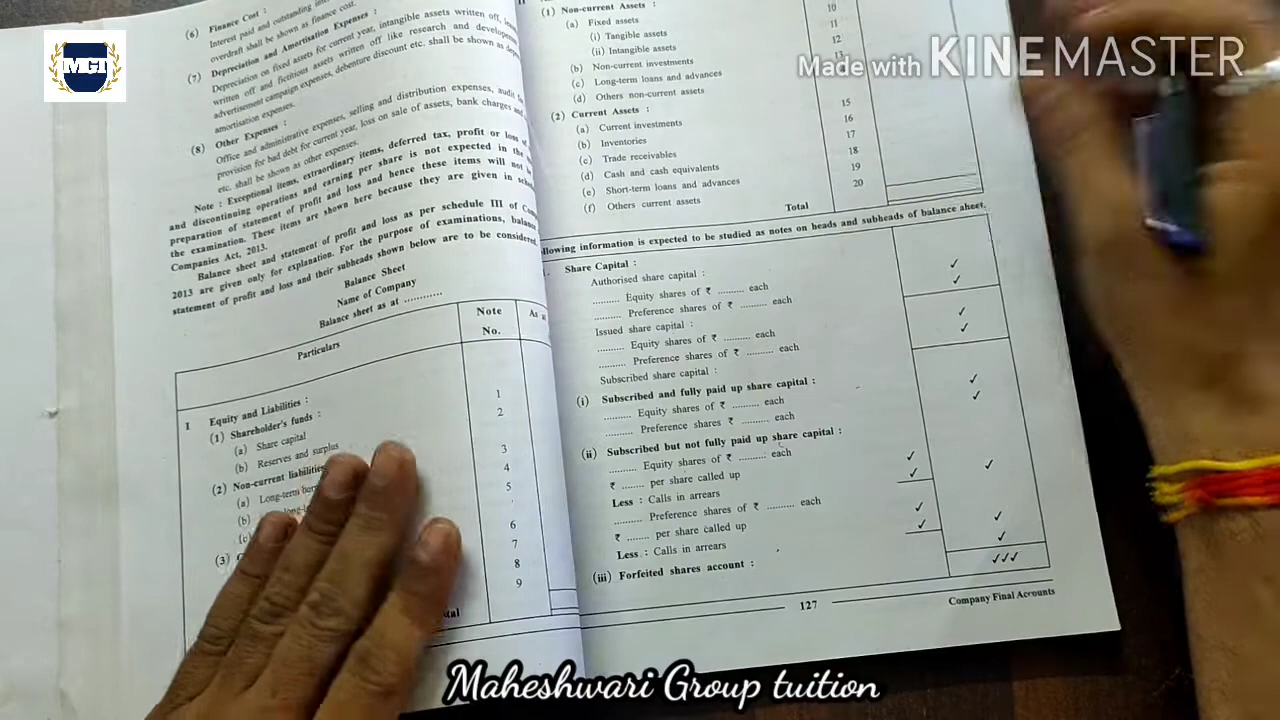 MGI
Made with KINEMASTER
(6) Finance Cost :
Interest paid and outstanding
overdraft shall be shown as finance cost.
(7) Depreciation and Amortisation Expenses :
Depreciation on fixed assets for current year, intangible assets written off,
written off and fictitious assets written off like research and
advertisement campaign expenses, debenture discount etc. shall be shown as
amortisation expenses.
(8) Other Expenses :
Office and administrative expenses, selling and distribution expenses, audit
provision for bad debt for current year, loss on sale of assets, bank charges and
etc. shall be shown as other expenses.
Note : Exceptional items, extraordinary items, deferred tax, profit or loss
and discontinuing operations and earning per share is not expected in the
preparation of statement of profit and loss and hence these items will not
the examination. These items are shown here because they are given in
Companies Act, 2013.
Balance sheet and statement of profit and loss as per schedule III of
2013 are given only for explanation. For the purpose of examinations,
statement of profit and loss and their subheads shown below are to be considered.
Balance Sheet
Name of Company
Balance sheet as at ............
Particulars Note No. As
I Equity and Liabilities :
(1) Shareholder's funds :
(a) Share capital 1
(b) Reserves and surplus 2
(2) Non-current liabilities
(a) Long-term 3
(b) 4
(c) 5
(3)
6
7
8
9
II
(1) Non-current Assets :
(a) Fixed assets
(i) Tangible assets 10
(ii) Intangible assets 11
(b) Non-current investments 12
(c) Long-term loans and advances
(d) Others non-current assets
(2) Current Assets :
(a) Current investments 15
(b) Inventories 16
(c) Trade receivables 17
(d) Cash and cash equivalents 18
(e) Short-term loans and advances 19
(f) Others current assets 20
Total
following information is expected to be studied as notes on heads and subheads of balance sheet.
Share Capital :
Authorised share capital :
.......... Equity shares of ₹ .......... each ✓
.......... Preference shares of ₹ .......... each ✓
Issued share capital :
.......... Equity shares of ₹ .......... each ✓
.......... Preference shares of ₹ .......... each ✓
Subscribed share capital :
(i) Subscribed and fully paid up share capital :
.......... Equity shares of ₹ .......... each ✓
.......... Preference shares ₹ .......... each ✓
(ii) Subscribed but not fully paid up share capital :
.......... Equity shares of ₹ .......... each
₹ ........ per share called up ✓
Less : Calls in arrears ✓ ✓
.......... Preference shares of ₹ .......... each
₹ ........ per share called up ✓
Less : Calls in arrears ✓ ✓
(iii) Forfeited shares account : ✓
✓✓✓
127 Company Final Accounts
Maheshwari Group tuition